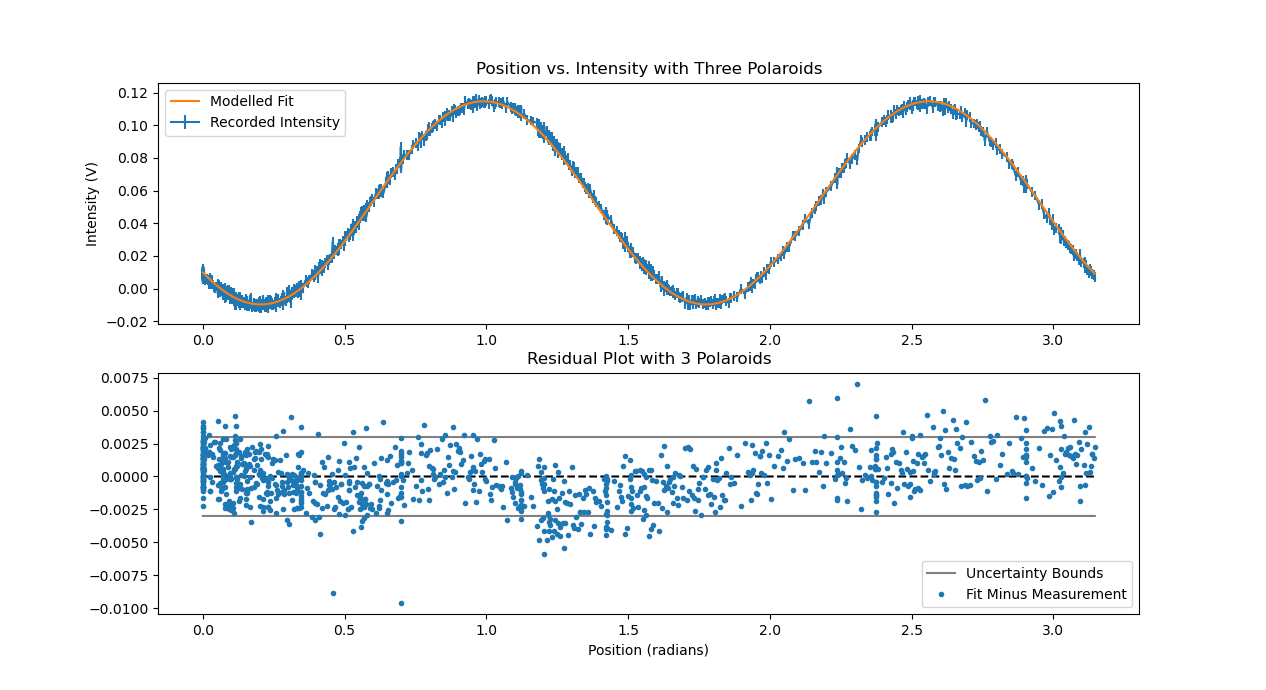 Position vs. Intensity with Three Polaroids
Modelled Fit
Recorded Intensity
Intensity (V)
0.12
0.10
0.08
0.06
0.04
0.02
0.00
−0.02
0.0 0.5 1.0 1.5 2.0 2.5 3.0
Residual Plot with 3 Polaroids
0.0075
0.0050
0.0025
0.0000
−0.0025
−0.0050
−0.0075
−0.0100
Uncertainty Bounds
Fit Minus Measurement
0.0 0.5 1.0 1.5 2.0 2.5 3.0
Position (radians)